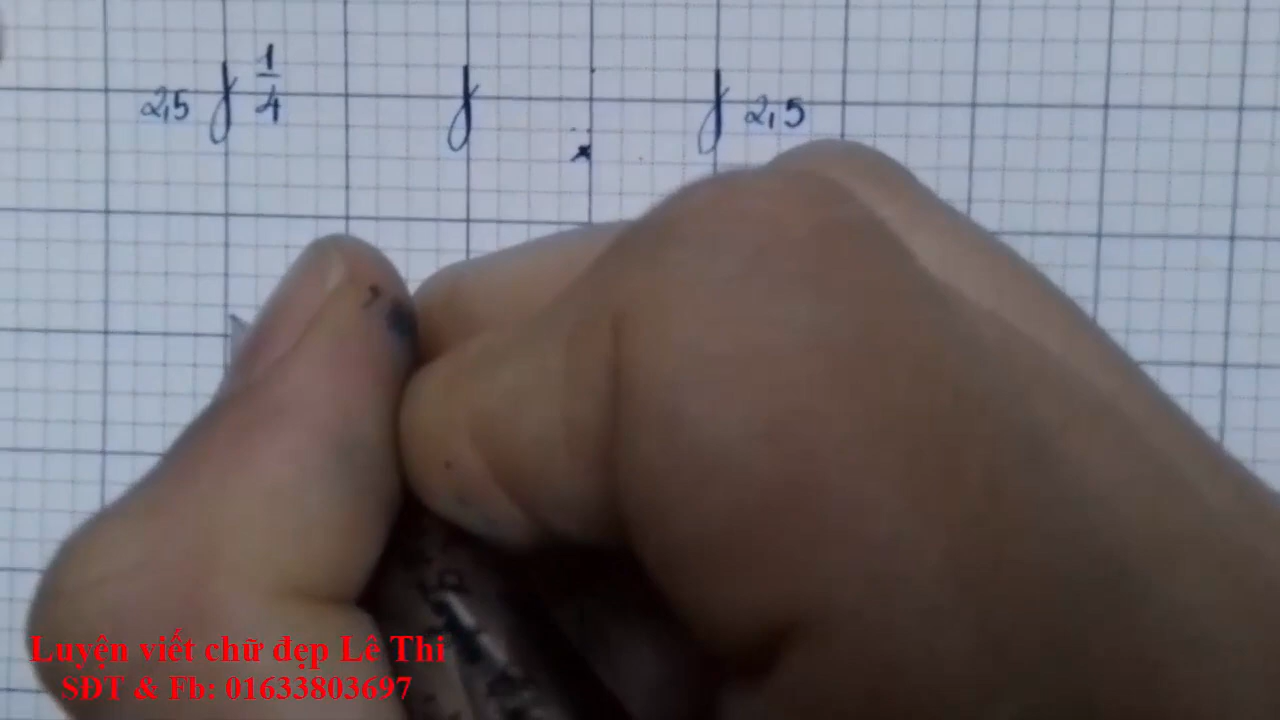 2,5 ɟ 1/4 ɟ ɟ 2,5
Luyện viết chữ đẹp Lê Thi
SĐT & Fb: 01633803697